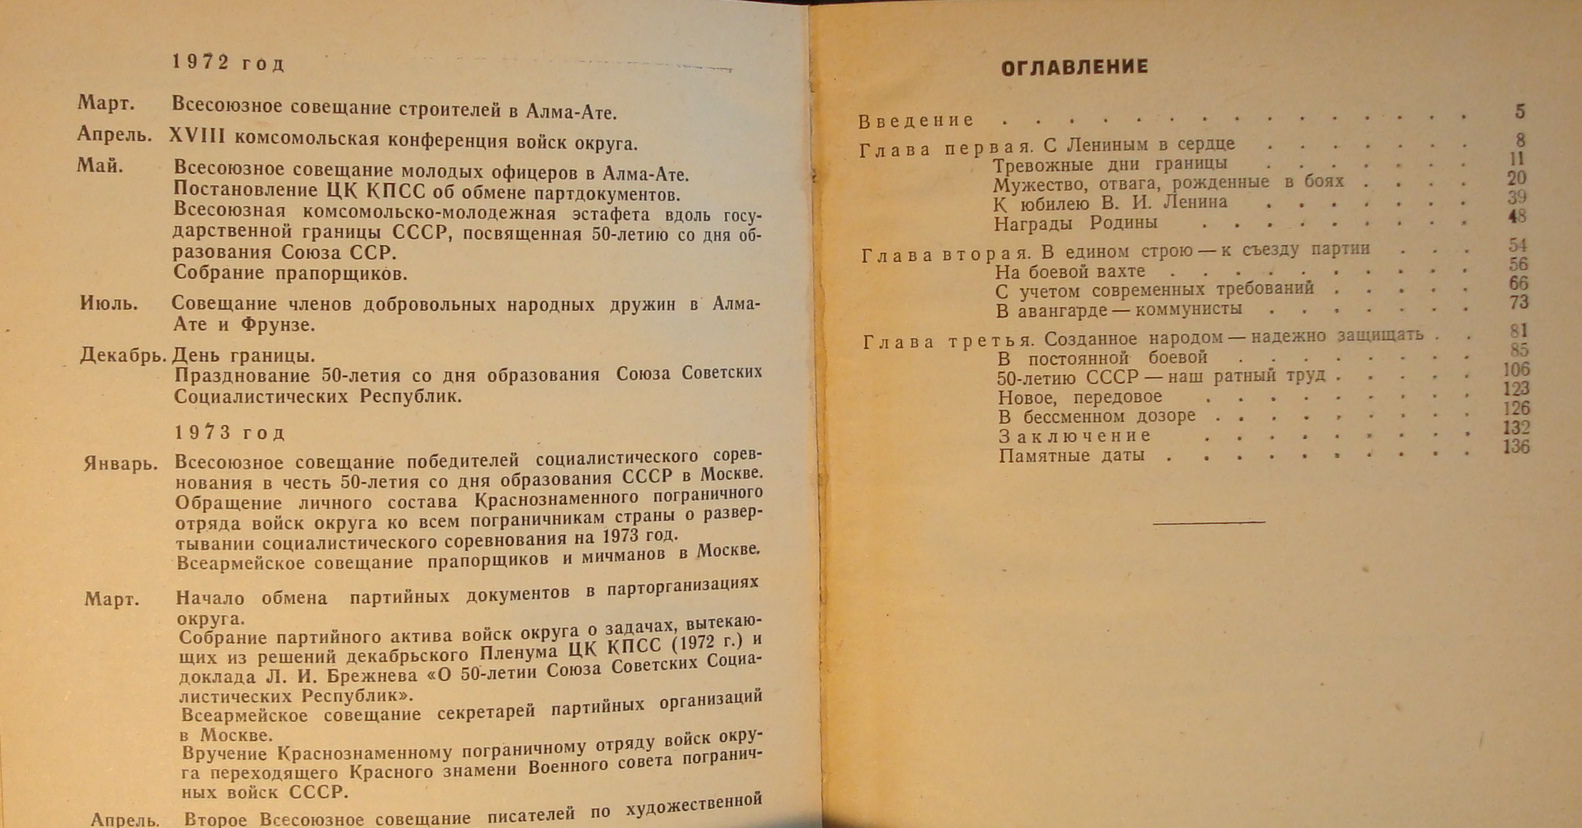 1972 год
Март. Всесоюзное совещание строителей в Алма-Ате.
Апрель. XVIII комсомольская конференция войск округа.
Май. Всесоюзное совещание молодых офицеров в Алма-Ате.
Постановление ЦК КПСС об обмене партдокументов.
Всесоюзная комсомольско-молодежная эстафета вдоль госу-
дарственной границы СССР, посвященная 50-летию со дня об-
разования Союза ССР.
Собрание прапорщиков.
Июль. Совещание членов добровольных народных дружин в Алма-
Ате и Фрунзе.
Декабрь. День границы.
Празднование 50-летия со дня образования Союза Советских
Социалистических Республик.
1973 год
Январь. Всесоюзное совещание победителей социалистического сорев-
нования в честь 50-летия со дня образования СССР в Москве.
Обращение личного состава Краснознаменного пограничного
отряда войск округа ко всем пограничникам страны о развер-
тывании социалистического соревнования на 1973 год.
Всеармейское совещание прапорщиков и мичманов в Москве.
Март. Начало обмена партийных документов в парторганизациях
округа.
Собрание партийного актива войск округа о задачах, вытекаю-
щих из решений декабрьского Пленума ЦК КПСС (1972 г.) и
доклада Л. И. Брежнева «О 50-летии Союза Советских Социа-
листических Республик».
Всеармейское совещание секретарей партийных организаций
в Москве.
Вручение Краснознаменному пограничному отряду войск окру-
га переходящего Красного знамени Военного совета погранич-
ных войск СССР.
Апрель. Второе Всесоюзное совещание писателей по художественной
ОГЛАВЛЕНИЕ
Введение . . . . . . . . . . . . . . . . . . 5
Глава первая. С Лениным в сердце . . . . . . . . 8
Тревожные дни границы . . . . . . . . 11
Мужество, отвага, рожденные в боях . . . . 20
К юбилею В. И. Ленина . . . . . . . . 39
Награды Родины . . . . . . . . . . 48
Глава вторая. В едином строю — к съезду партии . . . 54
На боевой вахте . . . . . . . . . . 56
С учетом современных требований . . . . . 66
В авангарде — коммунисты . . . . . . . 73
Глава третья. Созданное народом — надежно защищать . . 81
В постоянной боевой . . . . . . . . 85
50-летию СССР — наш ратный труд . . . . . 106
Новое, передовое . . . . . . . . . 123
В бессменном дозоре . . . . . . . . . 126
Заключение . . . . . . . . . 132
Памятные даты . . . . . . . . . . 136